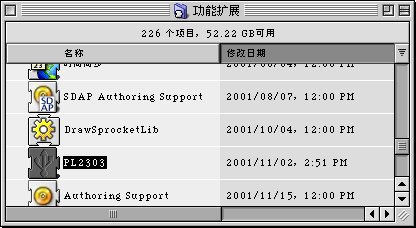 功能扩展
226 个项目, 52.22 GB可用
名称 修改日期
SDAP Authoring Support 2001/08/07, 12:00 PM
DrawSprocketLib 2001/10/04, 12:00 PM
PL2303 2001/11/02, 2:51 PM
Authoring Support 2001/11/15, 12:00 PM